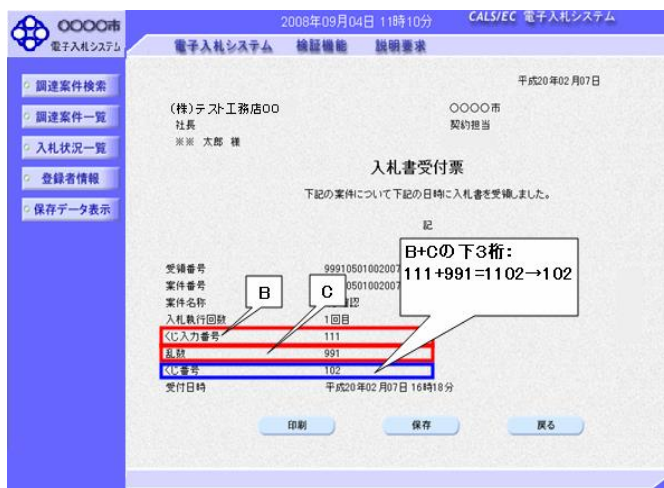 ○○○○市
電子入札システム
2008年09月04日 11時10分
CALS/EC 電子入札システム
電子入札システム 検証機能 説明要求
調達案件検索
調達案件一覧
入札状況一覧
登録者情報
保存データ表示
平成20年02月07日
(株)テスト工務店○○
社長
※※ 太郎 様
○○○○市
契約担当
入札書受付票
下記の案件について下記の日時に入札書を受領しました。
記
B+Cの下3桁:
111+991=1102→102
B
C
受領番号 99910501002007
案件番号 0501002007
案件名称
入札執行回数 1回目
くじ入力番号 111
乱数 991
くじ番号 102
受付日時 平成20年02月07日 16時18分
印刷 保存 戻る